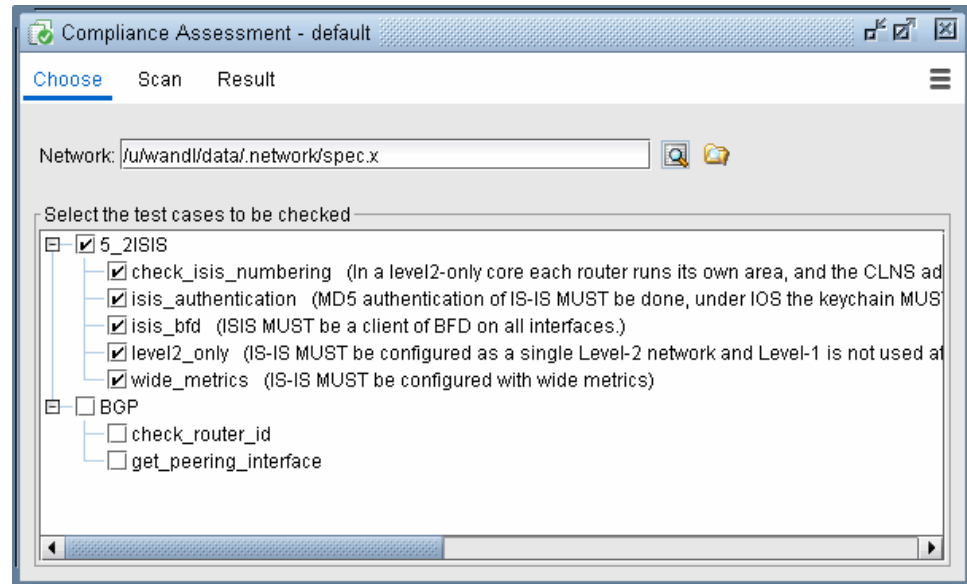 Compliance Assessment - default
Choose Scan Result
Network: /u/wandl/data/.network/spec.x
Select the test cases to be checked
5_2ISIS
check_isis_numbering (In a level2-only core each router runs its own area, and the CLNS ad
isis_authentication (MD5 authentication of IS-IS MUST be done, under IOS the keychain MUS
isis_bfd (ISIS MUST be a client of BFD on all interfaces.)
level2_only (IS-IS MUST be configured as a single Level-2 network and Level-1 is not used at
wide_metrics (IS-IS MUST be configured with wide metrics)
BGP
check_router_id
get_peering_interface